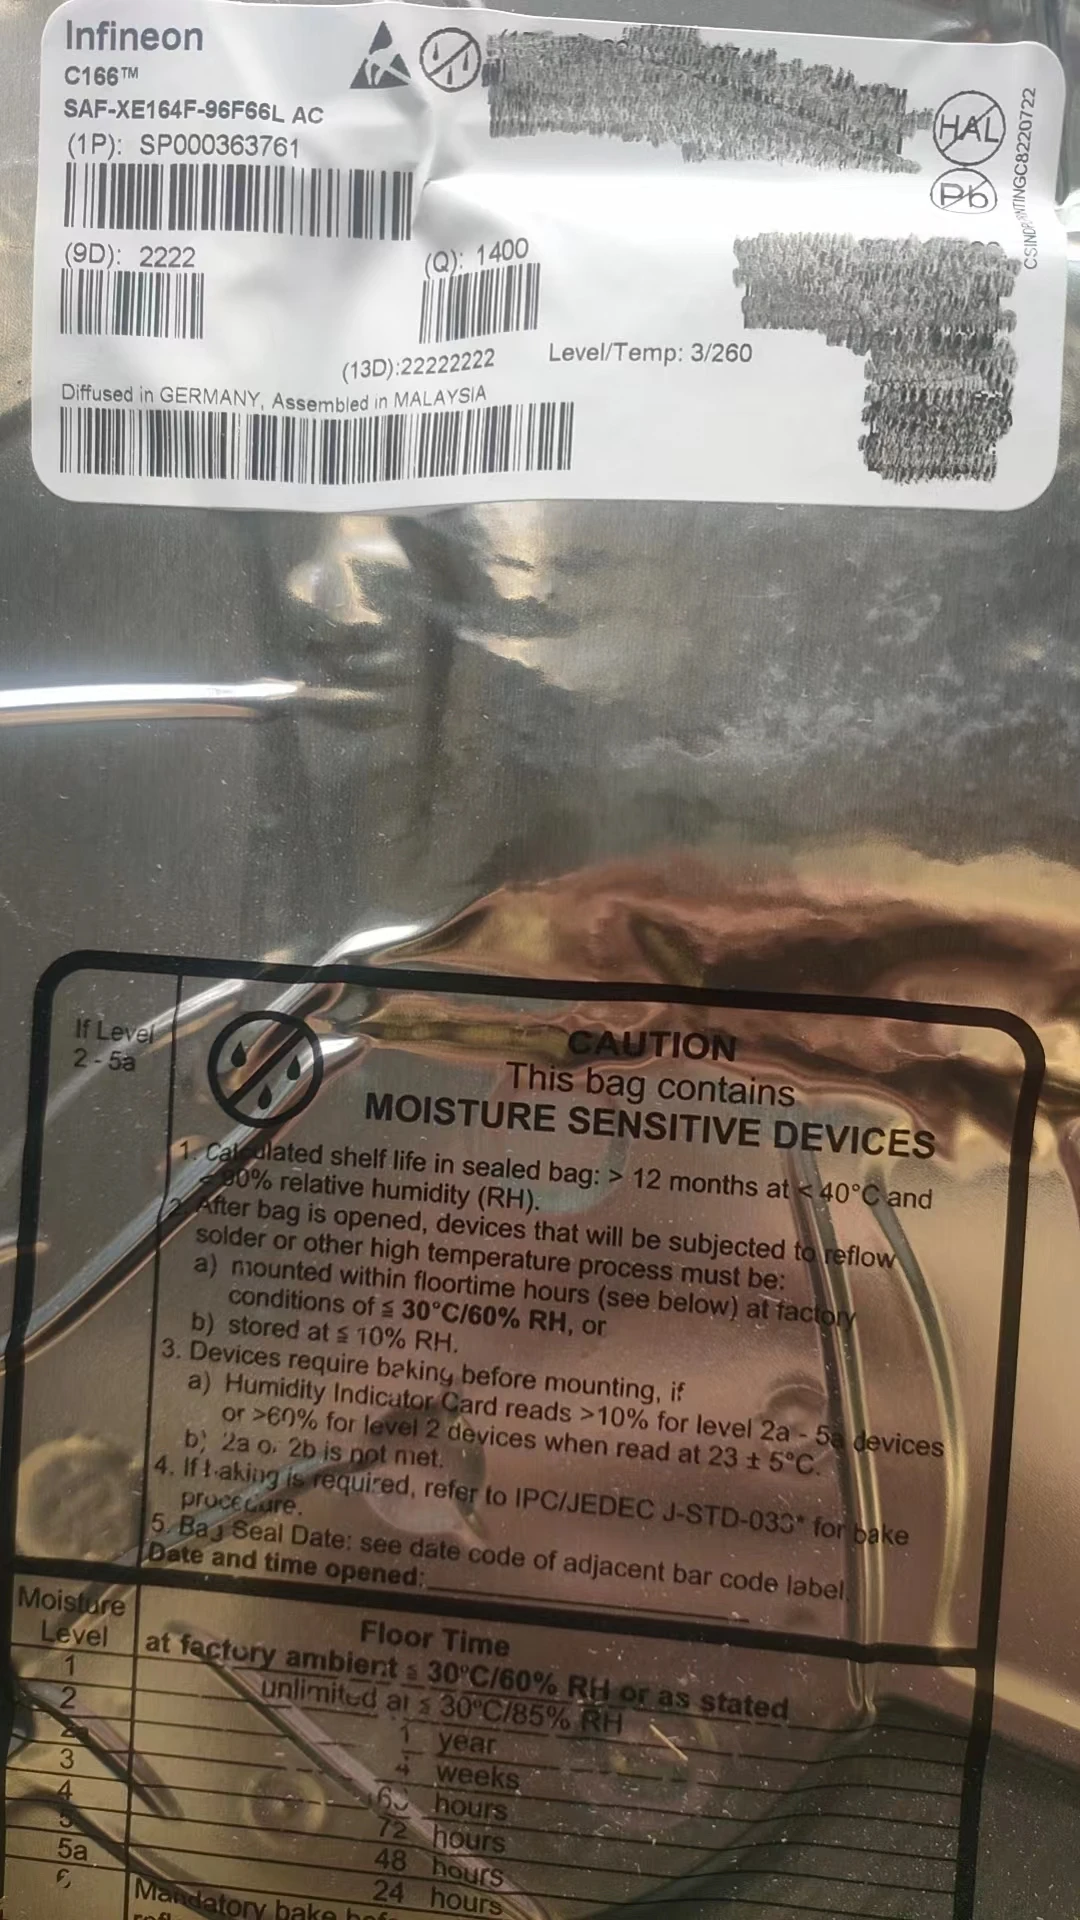 Infineon
C166™
SAF-XE164F-96F66L AC
(1P): SP000363761
HAL
Pb
(9D): 2222
(Q): 1400
(13D):22222222
Level/Temp: 3/260
Diffused in GERMANY, Assembled in MALAYSIA
If Level
2 - 5a
CAUTION
This bag contains
MOISTURE SENSITIVE DEVICES
1. Calculated shelf life in sealed bag: > 12 months at < 40°C and
90% relative humidity (RH).
2. After bag is opened, devices that will be subjected to reflow
solder or other high temperature process must be:
a) mounted within floortime hours (see below) at factory
conditions of ≤ 30°C/60% RH, or
b) stored at ≤ 10% RH.
3. Devices require baking before mounting, if
a) Humidity Indicator Card reads >10% for level 2a - 5a devices
or >60% for level 2 devices when read at 23 ± 5°C.
b) 2a or 2b is not met.
4. If baking is required, refer to IPC/JEDEC J-STD-033* for bake
procedure.
5. Bag Seal Date: see date code of adjacent bar code label
Date and time opened:
Moisture
Level
Floor Time
at factory ambient ≤ 30°C/60% RH or as stated
1 unlimited at ≤ 30°C/85% RH
2 1 year
2a 4 weeks
3 hours
4 72 hours
5 48 hours
5a 24 hours
6 Mandatory bake